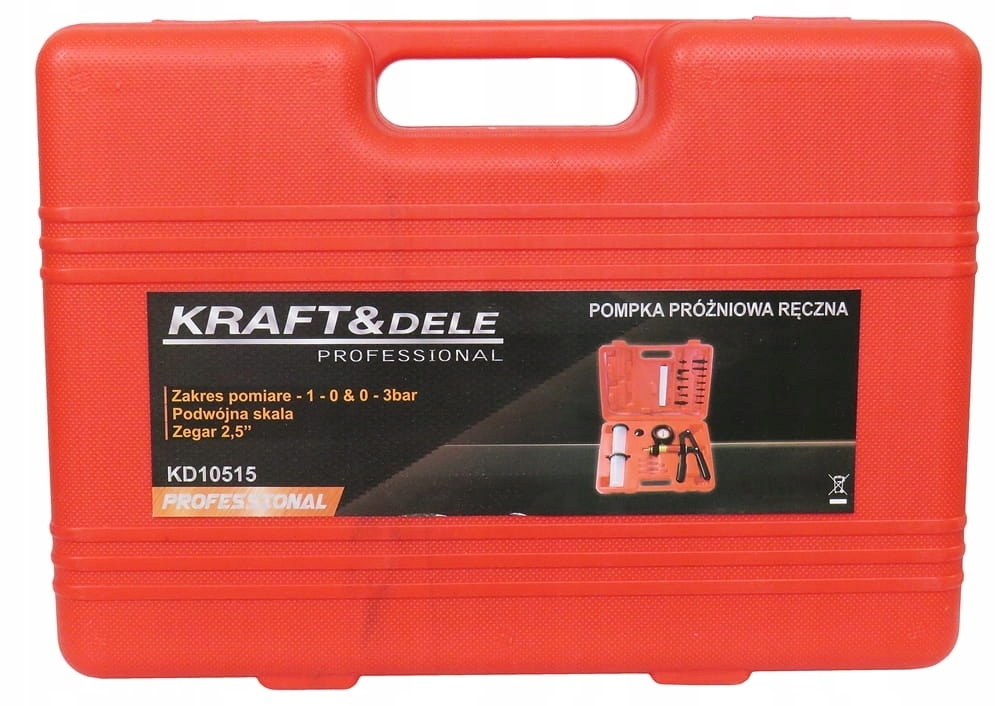 KRAFT&DELE
PROFESSIONAL
POMPKA PRÓŻNIOWA RĘCZNA
Zakres pomiare - 1 - 0 & 0 - 3bar
Podwójna skala
Zegar 2,5”
KD10515
PROFESSIONAL